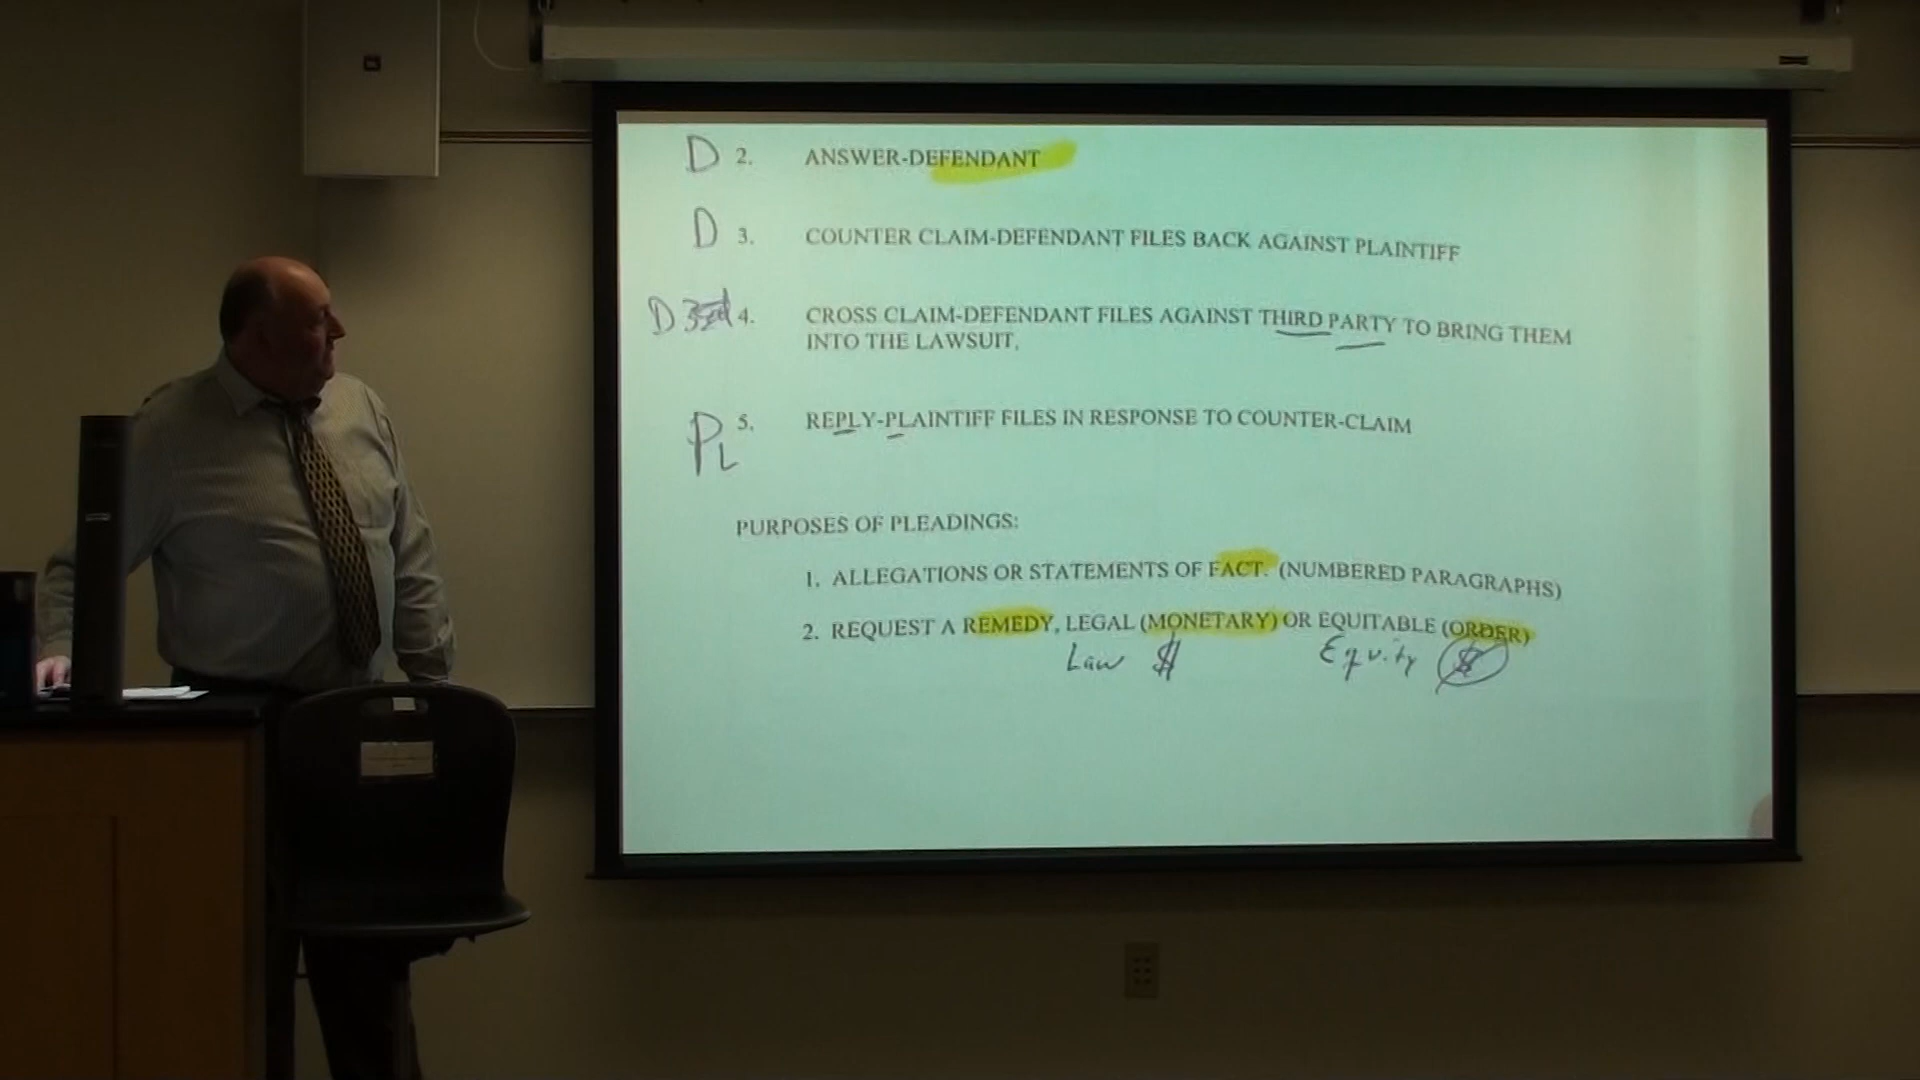 D 2. ANSWER-DEFENDANT
D 3. COUNTER CLAIM-DEFENDANT FILES BACK AGAINST PLAINTIFF
D 3rd 4. CROSS CLAIM-DEFENDANT FILES AGAINST THIRD PARTY TO BRING THEM
INTO THE LAWSUIT.
PL 5. REPLY-PLAINTIFF FILES IN RESPONSE TO COUNTER-CLAIM
PURPOSES OF PLEADINGS:
1. ALLEGATIONS OR STATEMENTS OF FACT. (NUMBERED PARAGRAPHS)
2. REQUEST A REMEDY, LEGAL (MONETARY) OR EQUITABLE (ORDER)
Law $ Equity $